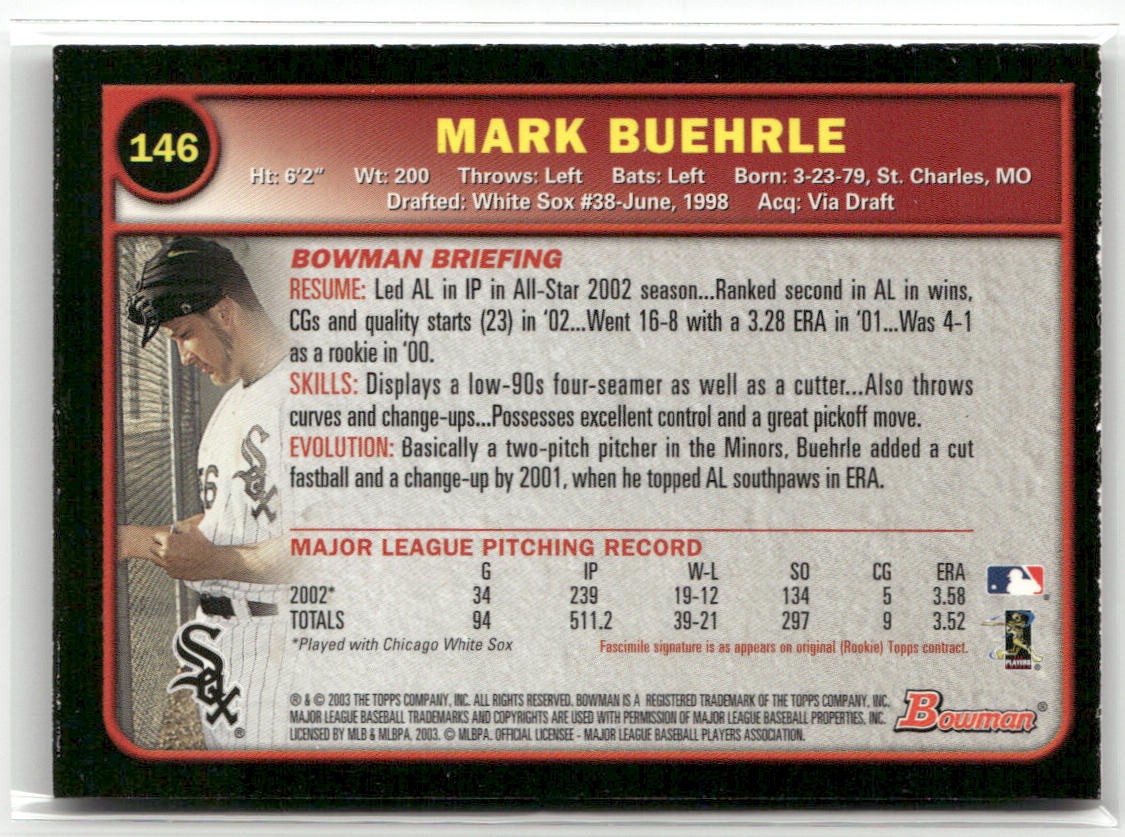 146
MARK BUEHRLE
Ht: 6'2" Wt: 200 Throws: Left Bats: Left Born: 3-23-79, St. Charles, MO
Drafted: White Sox #38-June, 1998 Acq: Via Draft
BOWMAN BRIEFING
RESUME: Led AL in IP in All-Star 2002 season...Ranked second in AL in wins,
CGs and quality starts (23) in '02...Went 16-8 with a 3.28 ERA in '01...Was 4-1
as a rookie in '00.
SKILLS: Displays a low-90s four-seamer as well as a cutter...Also throws
curves and change-ups...Possesses excellent control and a great pickoff move.
EVOLUTION: Basically a two-pitch pitcher in the Minors, Buehrle added a cut
fastball and a change-up by 2001, when he topped AL southpaws in ERA.
Sox
6
MAJOR LEAGUE PITCHING RECORD
G IP W-L SO CG ERA
2002* 34 239 19-12 134 5 3.58
TOTALS 94 511.2 39-21 297 9 3.52
*Played with Chicago White Sox
Fascimile signature is as appears on original (Rookie) Topps contract.
PLAYERS
Sox ®
® & © 2003 THE TOPPS COMPANY, INC. ALL RIGHTS RESERVED. BOWMAN IS A REGISTERED TRADEMARK OF THE TOPPS COMPANY, INC.
MAJOR LEAGUE BASEBALL TRADEMARKS AND COPYRIGHTS ARE USED WITH PERMISSION OF MAJOR LEAGUE BASEBALL PROPERTIES, INC.
LICENSED BY MLB & MLBPA, 2003. © MLBPA. OFFICIAL LICENSEE - MAJOR LEAGUE BASEBALL PLAYERS ASSOCIATION.
Bowman ®